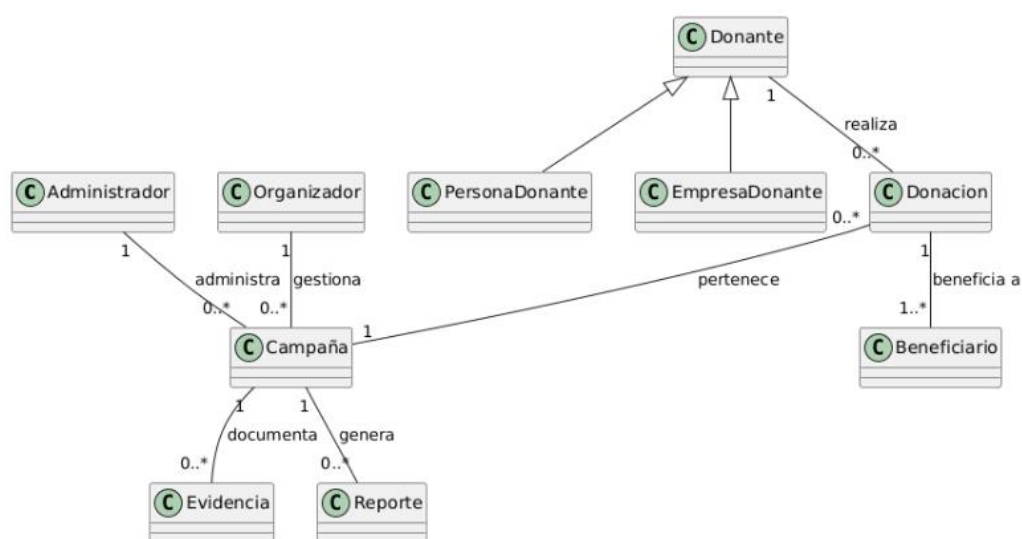 C Donante
1
realiza
0..*
C Administrador
C Organizador
C PersonaDonante
C EmpresaDonante
C Donacion
0..*
1
1
1
administra
gestiona
pertenece
beneficia a
0..*
0..*
1..*
1
C Campaña
C Beneficiario
1
1
documenta
genera
0..*
0..*
C Evidencia
C Reporte